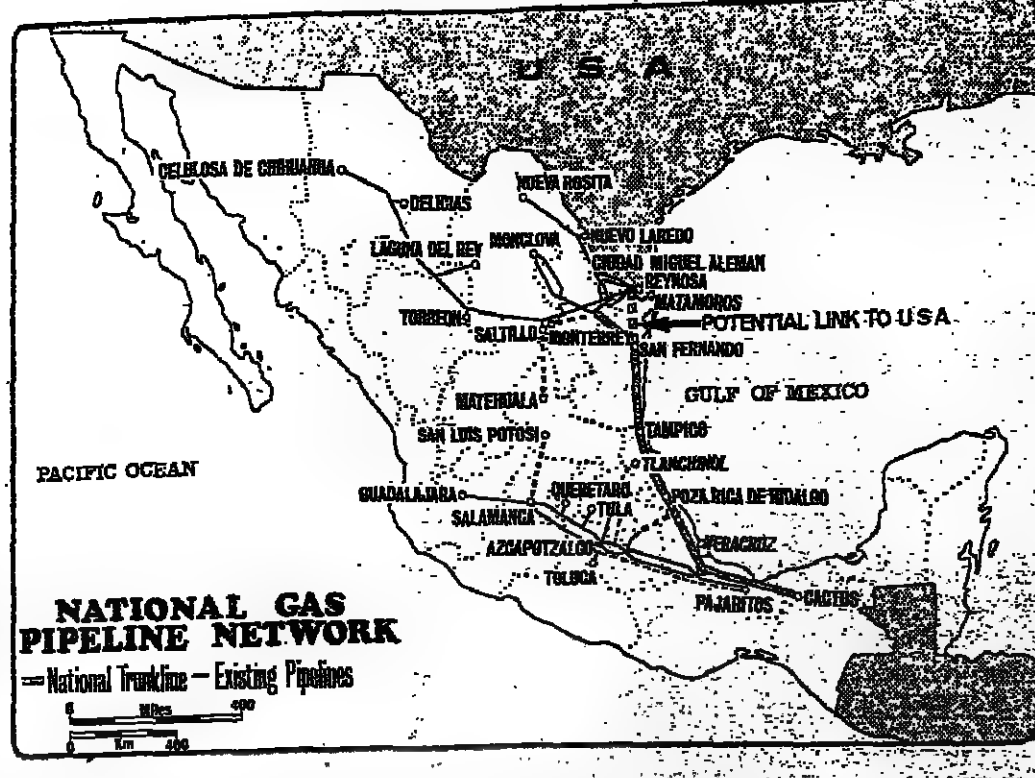 U S A
CELULOSA DE CHIHUAHUA
DELICIAS
NUEVA ROSITA
LAGUNA DEL REY
MONCLOVA
NUEVO LAREDO
CIUDAD MIGUEL ALEMAN
REYNOSA
MATAMOROS
TORREON
SALTILLO
MONTERREY
POTENTIAL LINK TO USA
SAN FERNANDO
MATEHUALA
GULF OF MEXICO
SAN LUIS POTOSI
TAMPICO
TLANCHINOL
PACIFIC OCEAN
GUADALAJARA
QUERETARO
POZA RICA DE HIDALGO
SALAMANCA
TULA
AZCAPOTZALCO
VERACRUZ
TOLUCA
PAJARITOS
CACTUS
NATIONAL GAS
PIPELINE NETWORK
National Trunkline — Existing Pipelines
0 Miles 400
0 Km 400